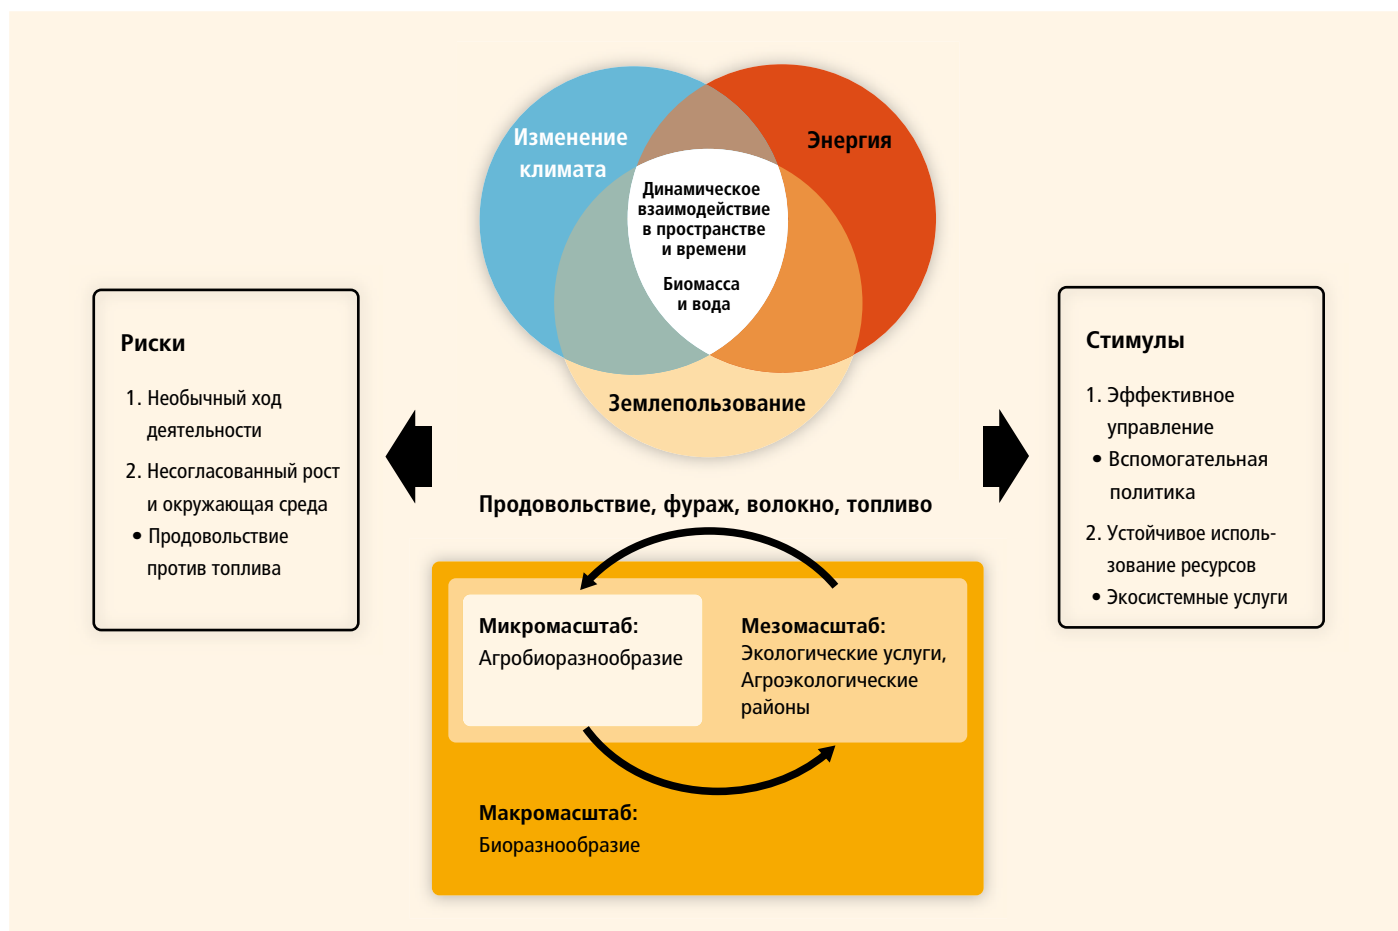 Изменение
климата
Энергия
Динамическое
взаимодействие
в пространстве
и времени
Биомасса
и вода
Землепользование
Риски
1. Необычный ход
деятельности
2. Несогласованный рост
и окружающая среда
• Продовольствие
против топлива
Стимулы
1. Эффективное
управление
• Вспомогательная
политика
2. Устойчивое исполь-
зование ресурсов
• Экосистемные услуги
Продовольствие, фураж, волокно, топливо
Микромасштаб:
Агробиоразнообразие
Мезомасштаб:
Экологические услуги,
Агроэкологические
районы
Макромасштаб:
Биоразнообразие